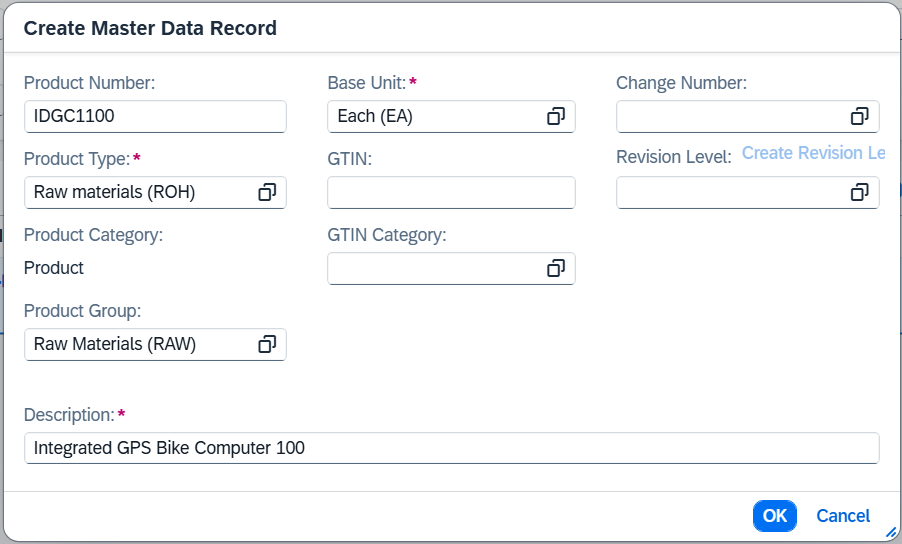 Create Master Data Record
Product Number:
IDGC1100
Base Unit:*
Each (EA)
Change Number:
Product Type:*
Raw materials (ROH)
GTIN:
Revision Level: Create Revision Le
Product Category:
Product
GTIN Category:
Product Group:
Raw Materials (RAW)
Description:*
Integrated GPS Bike Computer 100
OK Cancel